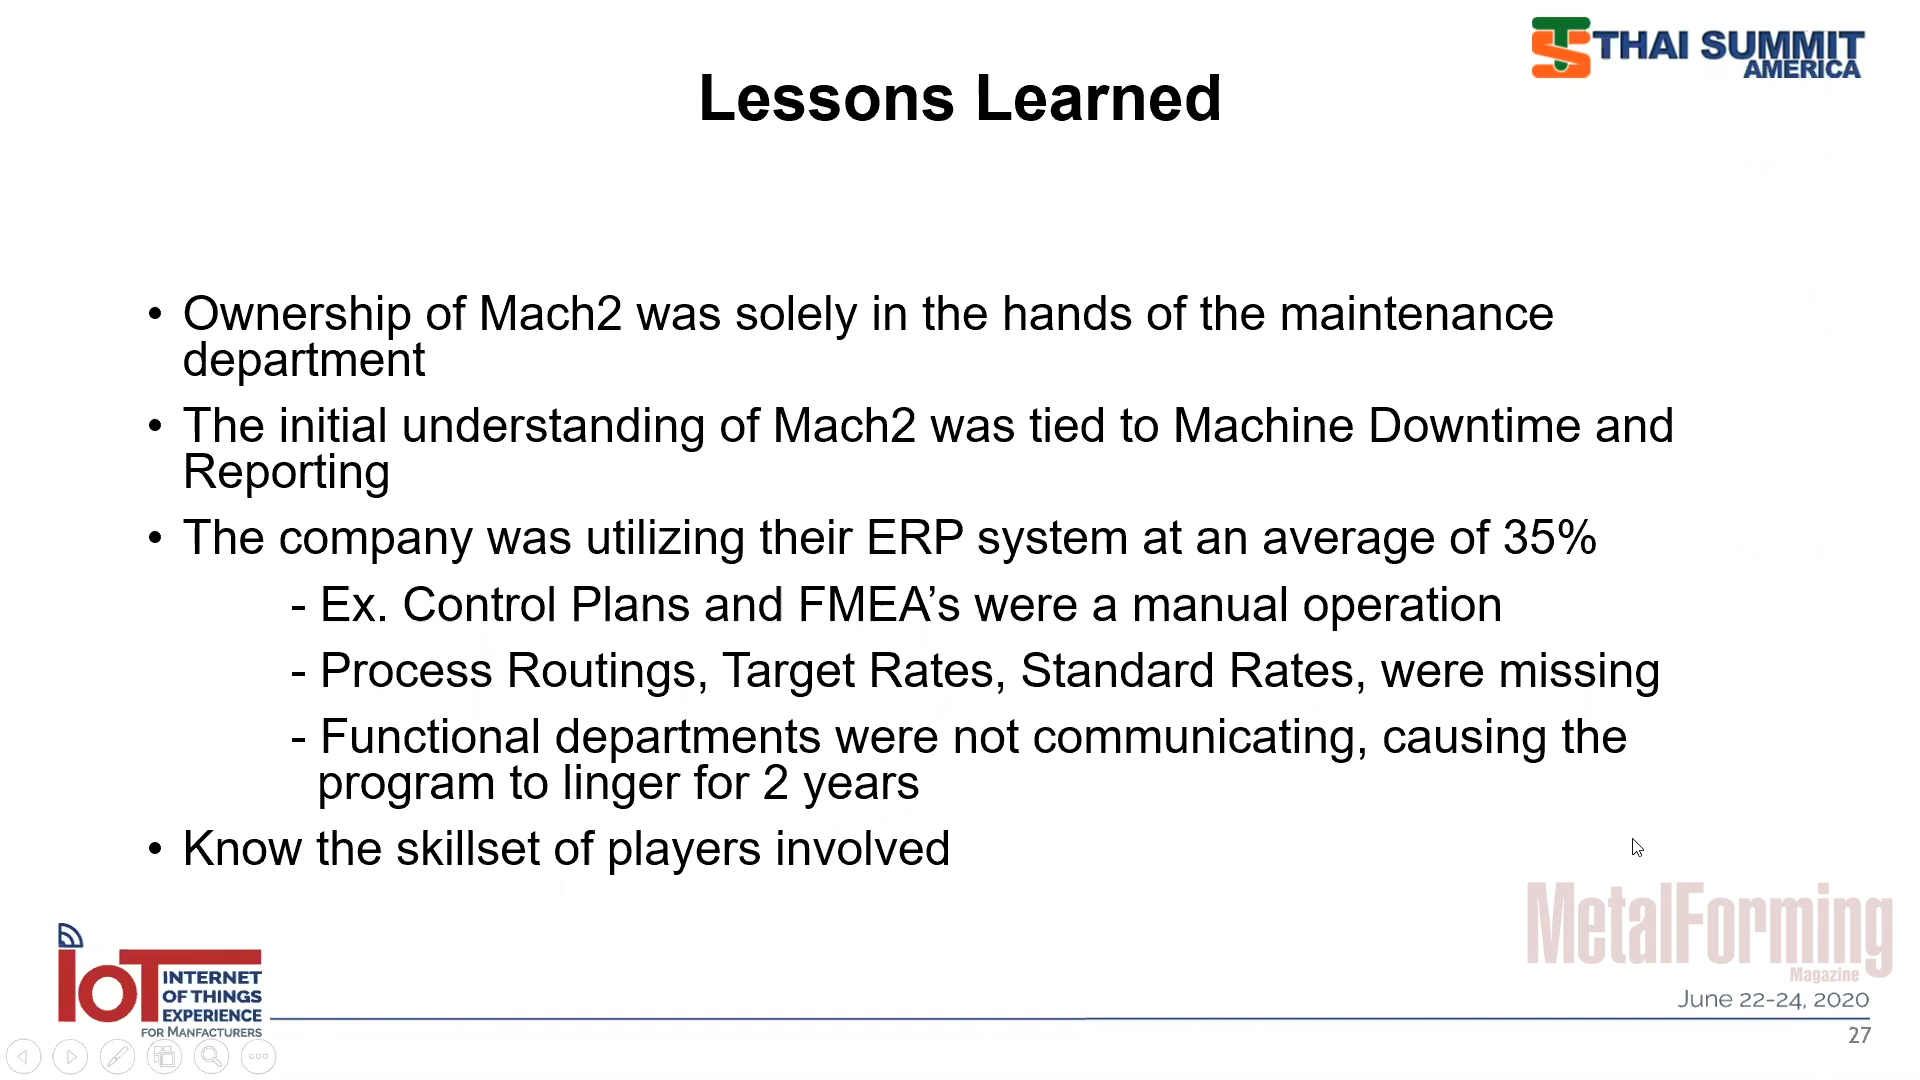 THAI SUMMIT
AMERICA
Lessons Learned
• Ownership of Mach2 was solely in the hands of the maintenance
department
• The initial understanding of Mach2 was tied to Machine Downtime and
Reporting
• The company was utilizing their ERP system at an average of 35%
- Ex. Control Plans and FMEA’s were a manual operation
- Process Routings, Target Rates, Standard Rates, were missing
- Functional departments were not communicating, causing the
program to linger for 2 years
• Know the skillset of players involved
MetalForming
Magazine
IoT INTERNET
OF THINGS
EXPERIENCE
FOR MANFACTURERS
June 22-24, 2020
27